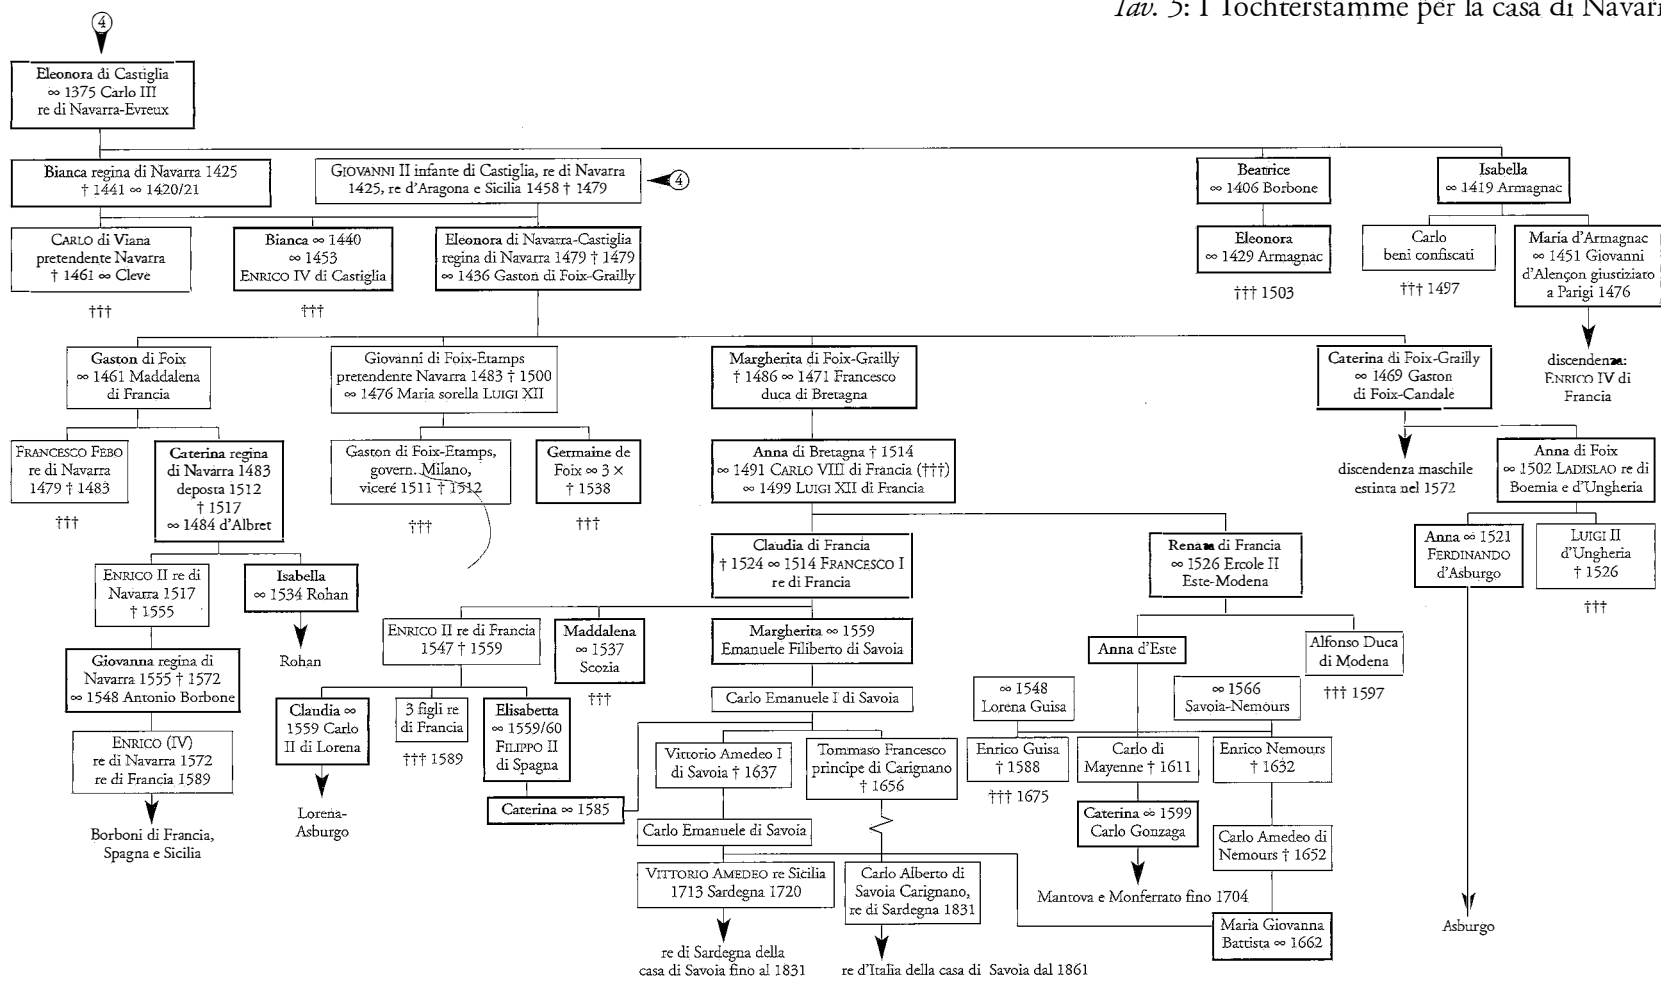 Tav. 5: I Tochterstämme per la casa di Navarr
4
Eleonora di Castiglia
∞ 1375 Carlo III
re di Navarra-Evreux
Bianca regina di Navarra 1425
† 1441 ∞ 1420/21
GIOVANNI II infante di Castiglia, re di Navarra
1425, re d'Aragona e Sicilia 1458 † 1479
4
Beatrice
∞ 1406 Borbone
Isabella
∞ 1419 Armagnac
CARLO di Viana
pretendente Navarra
† 1461 ∞ Cleve
†††
Bianca ∞ 1440
∞ 1453
ENRICO IV di Castiglia
†††
Eleonora di Navarra-Castiglia
regina di Navarra 1479 † 1479
∞ 1436 Gaston di Foix-Grailly
Eleonora
∞ 1429 Armagnac
††† 1503
Carlo
beni confiscati
††† 1497
Maria d'Armagnac
∞ 1451 Giovanni
d'Alençon giustiziato
a Parigi 1476
discendenza:
ENRICO IV di
Francia
Gaston di Foix
∞ 1461 Maddalena
di Francia
Giovanni di Foix-Etamps
pretendente Navarra 1483 † 1500
∞ 1476 Maria sorella LUIGI XII
Margherita di Foix-Grailly
† 1486 ∞ 1471 Francesco
duca di Bretagna
Caterina di Foix-Grailly
∞ 1469 Gaston
di Foix-Candale
FRANCESCO FEBO
re di Navarra
1479 † 1483
†††
Caterina regina
di Navarra 1483
deposta 1512
† 1517
∞ 1484 d'Albret
Gaston di Foix-Etamps,
govern. Milano,
viceré 1511 † 1512
†††
Germaine de
Foix ∞ 3 ×
† 1538
†††
Anna di Bretagna † 1514
∞ 1491 CARLO VIII di Francia (†††)
∞ 1499 LUIGI XII di Francia
discendenza maschile
estinta nel 1572
Anna di Foix
∞ 1502 LADISLAO re di
Boemia e d'Ungheria
Claudia di Francia
† 1524 ∞ 1514 FRANCESCO I
re di Francia
Renata di Francia
∞ 1526 Ercole II
Este-Modena
Anna ∞ 1521
FERDINANDO
d'Asburgo
LUIGI II
d'Ungheria
† 1526
†††
ENRICO II re di
Navarra 1517
† 1555
Isabella
∞ 1534 Rohan
Rohan
ENRICO II re di Francia
1547 † 1559
Maddalena
∞ 1537
Scozia
†††
Margherita ∞ 1559
Emanuele Filiberto di Savoia
Anna d'Este
Alfonso Duca
di Modena
††† 1597
Giovanna regina di
Navarra 1555 † 1572
∞ 1548 Antonio Borbone
Claudia ∞
1559 Carlo
II di Lorena
3 figli re
di Francia
††† 1589
Elisabetta
∞ 1559/60
FILIPPO II
di Spagna
Carlo Emanuele I di Savoia
∞ 1548
Lorena Guisa
∞ 1566
Savoia-Nemours
ENRICO (IV)
re di Navarra 1572
re di Francia 1589
Vittorio Amedeo I
di Savoia † 1637
Tommaso Francesco
principe di Carignano
† 1656
Enrico Guisa
† 1588
††† 1675
Carlo di
Mayenne † 1611
Enrico Nemours
† 1632
Caterina ∞ 1585
Borboni di Francia,
Spagna e Sicilia
Lorena-
Asburgo
Carlo Emanuele di Savoia
Caterina ∞ 1599
Carlo Gonzaga
Carlo Amedeo di
Nemours † 1652
VITTORIO AMEDEO re Sicilia
1713 Sardegna 1720
Carlo Alberto di
Savoia Carignano,
re di Sardegna 1831
Mantova e Monferrato fino 1704
Maria Giovanna
Battista ∞ 1662
Asburgo
re di Sardegna della
casa di Savoia fino al 1831
re d'Italia della casa di Savoia dal 1861